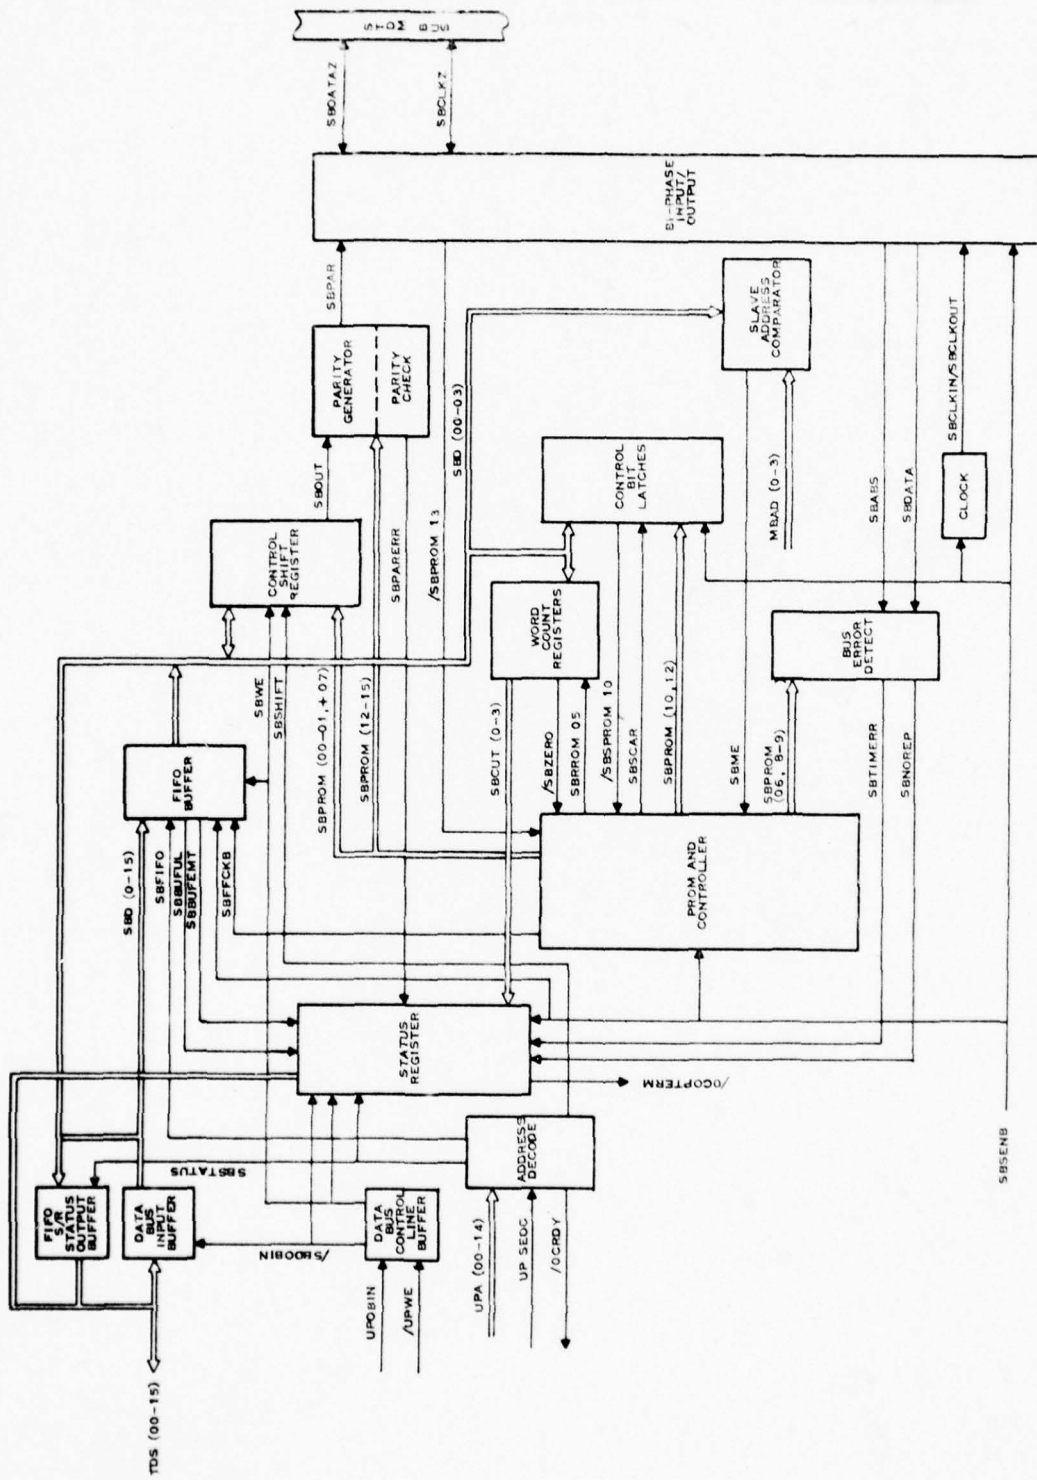 STDM BUS
SBDATAZ
SBCLKZ
BI-PHASE
INPUT/
OUTPUT
SBPAR
PARITY
GENERATOR
PARITY
CHECK
SBD (00-03)
SLAVE
ADDRESS
COMPARATOR
SBOUT
CONTROL
SHIFT
REGISTER
SBPARERR
/SBPROM 13
CONTROL
BIT
LATCHES
MBAD (0-3)
SBABS
SBDATA
SBCLKIN/SBCLKOUT
CLOCK
WORD
COUNT
REGISTERS
BUS
ERROR
DETECT
FIFO
BUFFER
SBWE
SBSHIFT
SBPROM (00-01,+07)
SBPROM (12-15)
SBCUT (0-3)
/SBZERO
SBRROM 05
/SBSPROM 10
SBSCAR
SBPROM (10,12)
SBME
SBPROM
(06, 8-9)
SBTIMERR
SBNOREP
SBD (0-15)
SBFIFO
SBBUFUL
SBBUFEMT
SBFFCKB
PROM AND
CONTROLLER
STATUS
REGISTER
/OCOPTERM
SBSTATUS
ADDRESS
DECODE
SBSENB
FIFO
S/R
STATUS
OUTPUT
BUFFER
DATA
BUS
INPUT
BUFFER
/SBDOBIN
DATA
BUS
CONTROL
LINE
BUFFER
UPA (00-14)
UP SEOC
/OCRDY
UPOBIN
/UPWE
TDS (00-15)